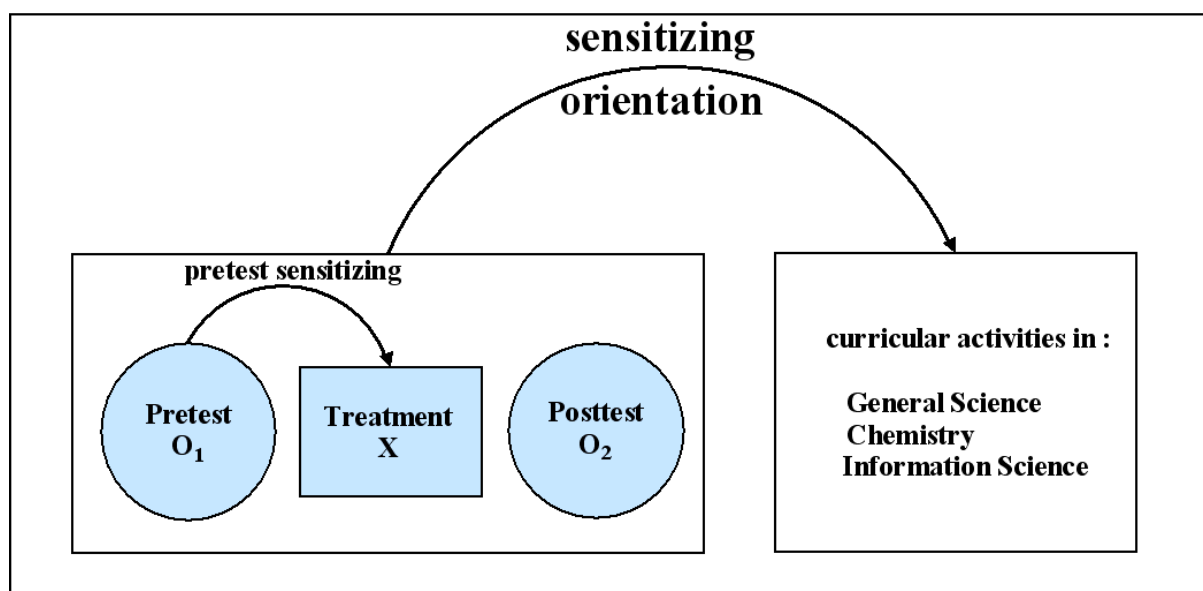 sensitizing
orientation
pretest sensitizing
Pretest
O₁
Treatment
X
Posttest
O₂
curricular activities in :
General Science
Chemistry
Information Science